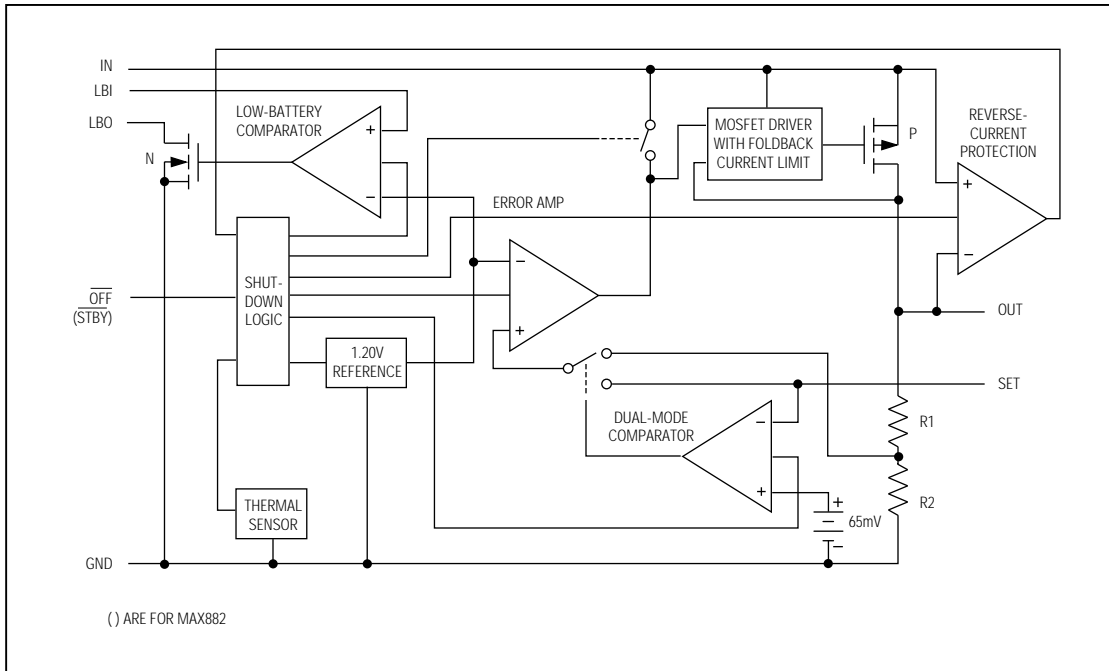 IN
LBI
LBO
LOW-BATTERY
COMPARATOR
+
−
N
MOSFET DRIVER
WITH FOLDBACK
CURRENT LIMIT
P
REVERSE-
CURRENT
PROTECTION
+
−
ERROR AMP
−
+
SHUT-
DOWN
LOGIC
OFF
(STBY)
1.20V
REFERENCE
OUT
SET
DUAL-MODE
COMPARATOR
−
+
R1
R2
+
65mV
−
THERMAL
SENSOR
GND
( ) ARE FOR MAX882